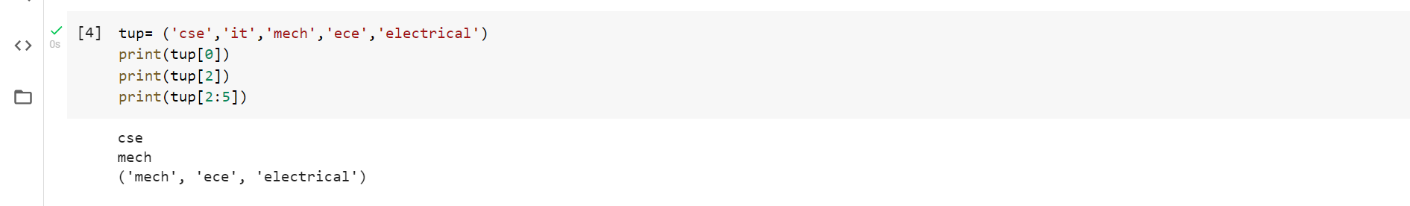 [4] tup= ('cse','it','mech','ece','electrical')
0s
print(tup[0])
print(tup[2])
print(tup[2:5])
cse
mech
('mech', 'ece', 'electrical')